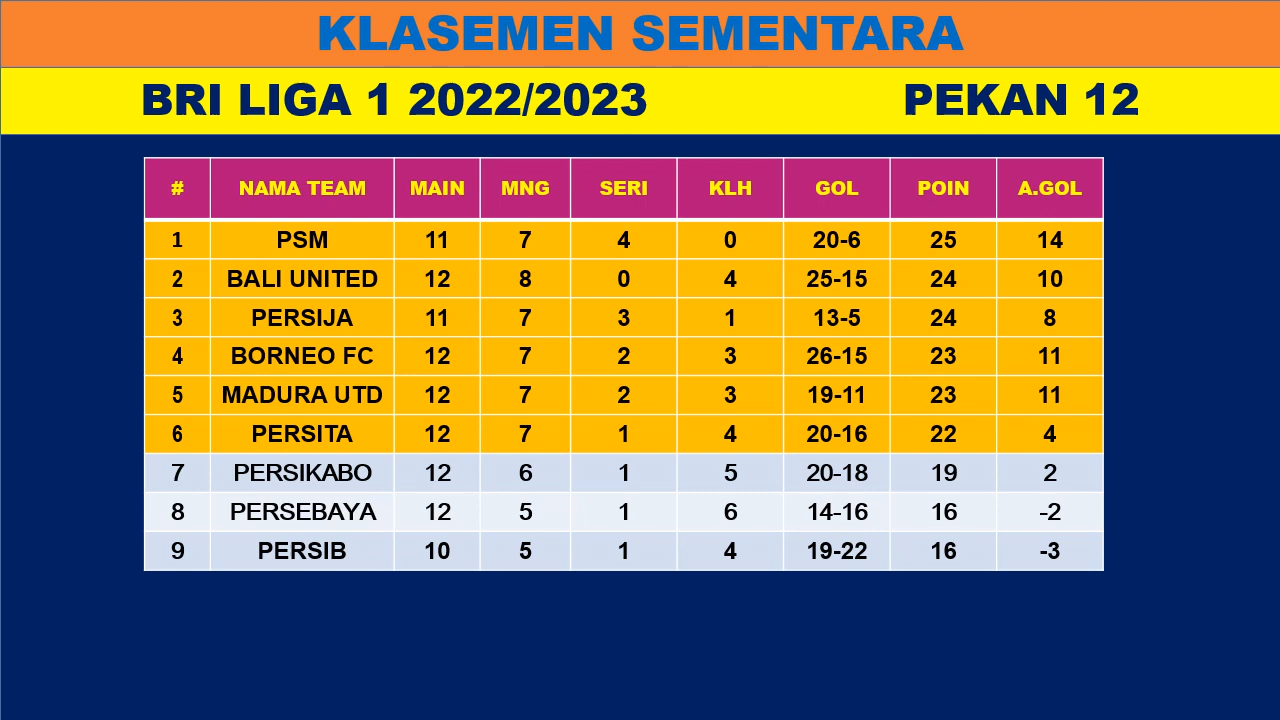 KLASEMEN SEMENTARA
BRI LIGA 1 2022/2023 PEKAN 12
# NAMA TEAM MAIN MNG SERI KLH GOL POIN A.GOL
1 PSM 11 7 4 0 20-6 25 14
2 BALI UNITED 12 8 0 4 25-15 24 10
3 PERSIJA 11 7 3 1 13-5 24 8
4 BORNEO FC 12 7 2 3 26-15 23 11
5 MADURA UTD 12 7 2 3 19-11 23 11
6 PERSITA 12 7 1 4 20-16 22 4
7 PERSIKABO 12 6 1 5 20-18 19 2
8 PERSEBAYA 12 5 1 6 14-16 16 -2
9 PERSIB 10 5 1 4 19-22 16 -3